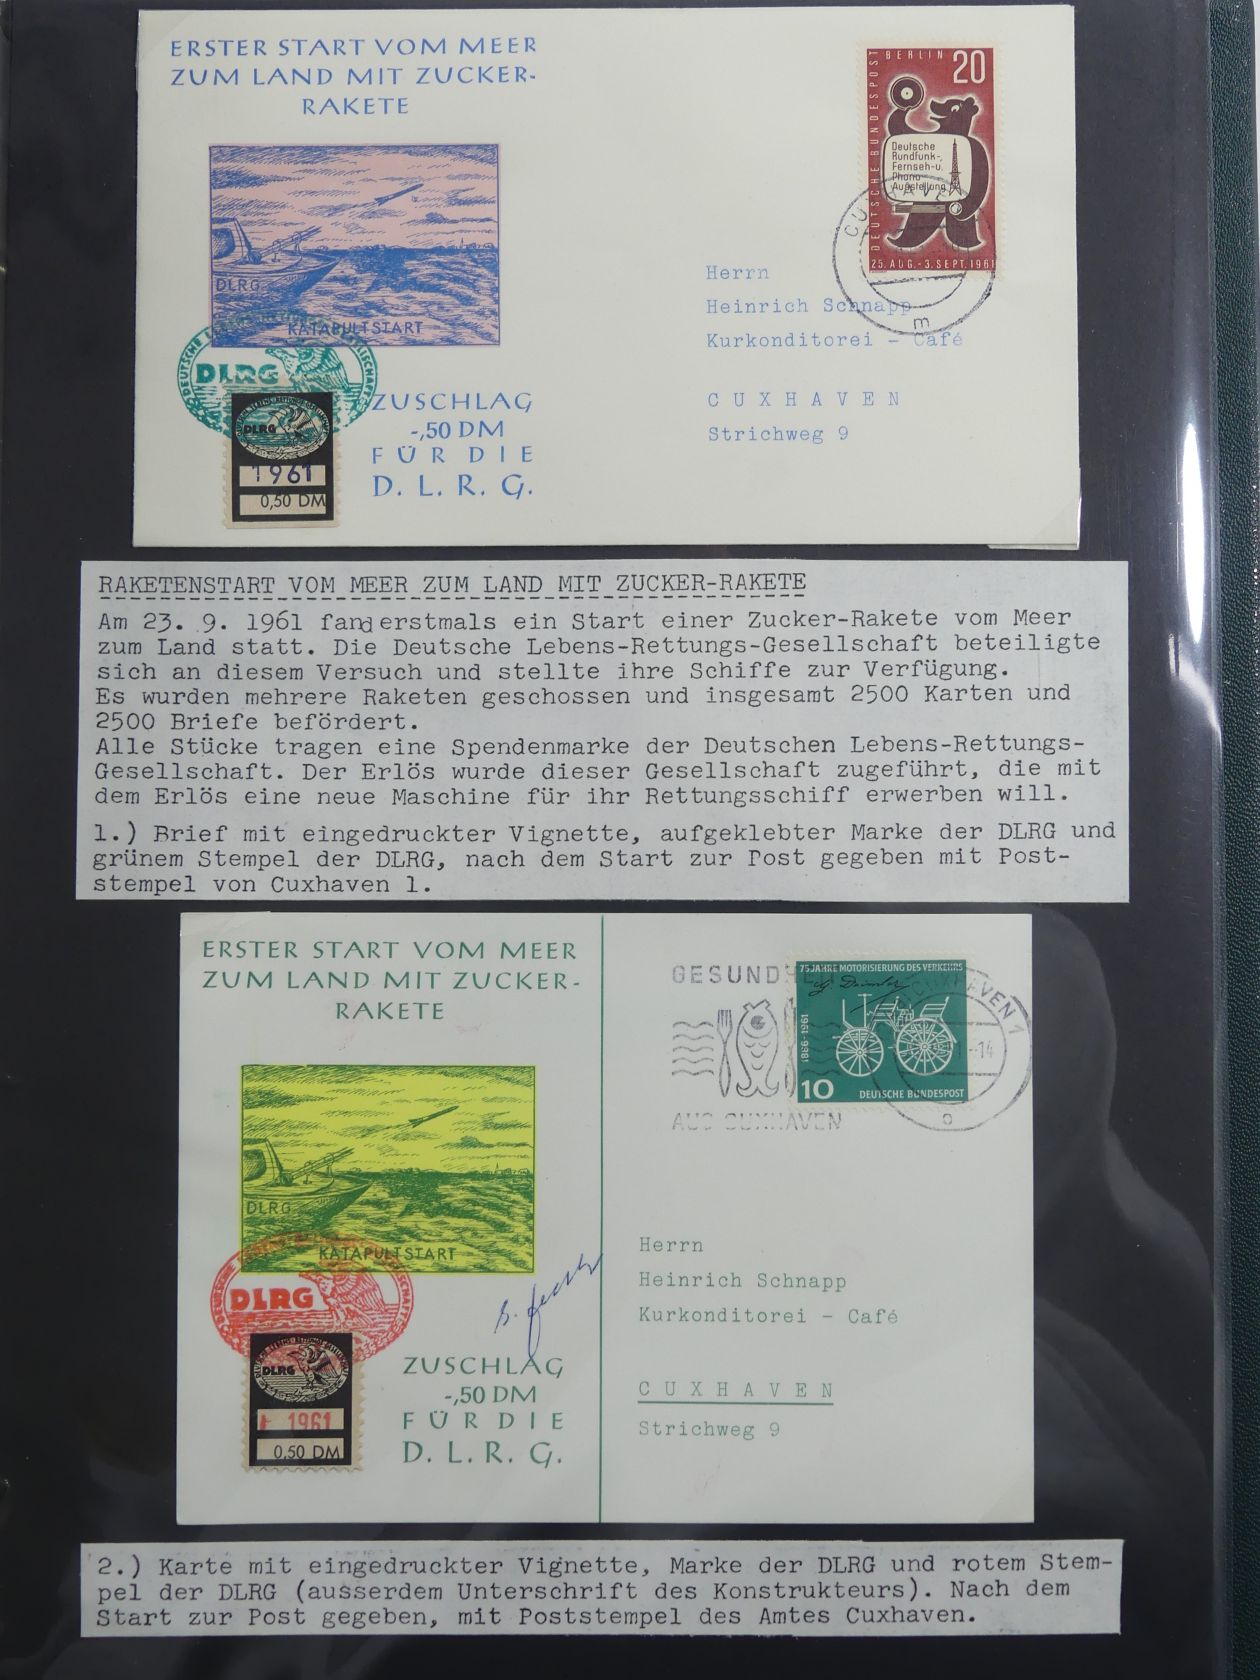 ERSTER START VOM MEER
ZUM LAND MIT ZUCKER-
RAKETE
DLRG
KATAPULTSTART
DEUTSCHE
DLRG
DLRG
1961
0,50 DM
ZUSCHLAG
-,50 DM
FÜR DIE
D. L. R. G.
DEUTSCHE BUNDESPOST
BERLIN
20
Deutsche
Rundfunk-,
Fernseh-u.
Phono-
Ausstellung
25. AUG. - 3. SEPT. 1961
CUXHAVEN
m
Herrn
Heinrich Schnapp
Kurkonditorei - Café
CUXHAVEN
Strichweg 9
RAKETENSTART VOM MEER ZUM LAND MIT ZUCKER-RAKETE
Am 23. 9. 1961 fand erstmals ein Start einer Zucker-Rakete vom Meer
zum Land statt. Die Deutsche Lebens-Rettungs-Gesellschaft beteiligte
sich an diesem Versuch und stellte ihre Schiffe zur Verfügung.
Es wurden mehrere Raketen geschossen und insgesamt 2500 Karten und
2500 Briefe befördert.
Alle Stücke tragen eine Spendenmarke der Deutschen Lebens-Rettungs-
Gesellschaft. Der Erlös wurde dieser Gesellschaft zugeführt, die mit
dem Erlös eine neue Maschine für ihr Rettungsschiff erwerben will.
1.) Brief mit eingedruckter Vignette, aufgeklebter Marke der DLRG und
grünem Stempel der DLRG, nach dem Start zur Post gegeben mit Post-
stempel von Cuxhaven 1.
ERSTER START VOM MEER
ZUM LAND MIT ZUCKER-
RAKETE
DLRG
KATAPULTSTART
DEUTSCHE
DLRG
DLRG
1961
0,50 DM
ZUSCHLAG
-,50 DM
FÜR DIE
D. L. R. G.
GESUNDHEIT
AUS CUXHAVEN
75 JAHRE MOTORISIERUNG DES VERKEHRS
G. Daimler
1886-1961
10
DEUTSCHE BUNDESPOST
CUXHAVEN 1
-14
o
Herrn
Heinrich Schnapp
Kurkonditorei - Café
CUXHAVEN
Strichweg 9
2.) Karte mit eingedruckter Vignette, Marke der DLRG und rotem Stem-
pel der DLRG (ausserdem Unterschrift des Konstrukteurs). Nach dem
Start zur Post gegeben, mit Poststempel des Amtes Cuxhaven.